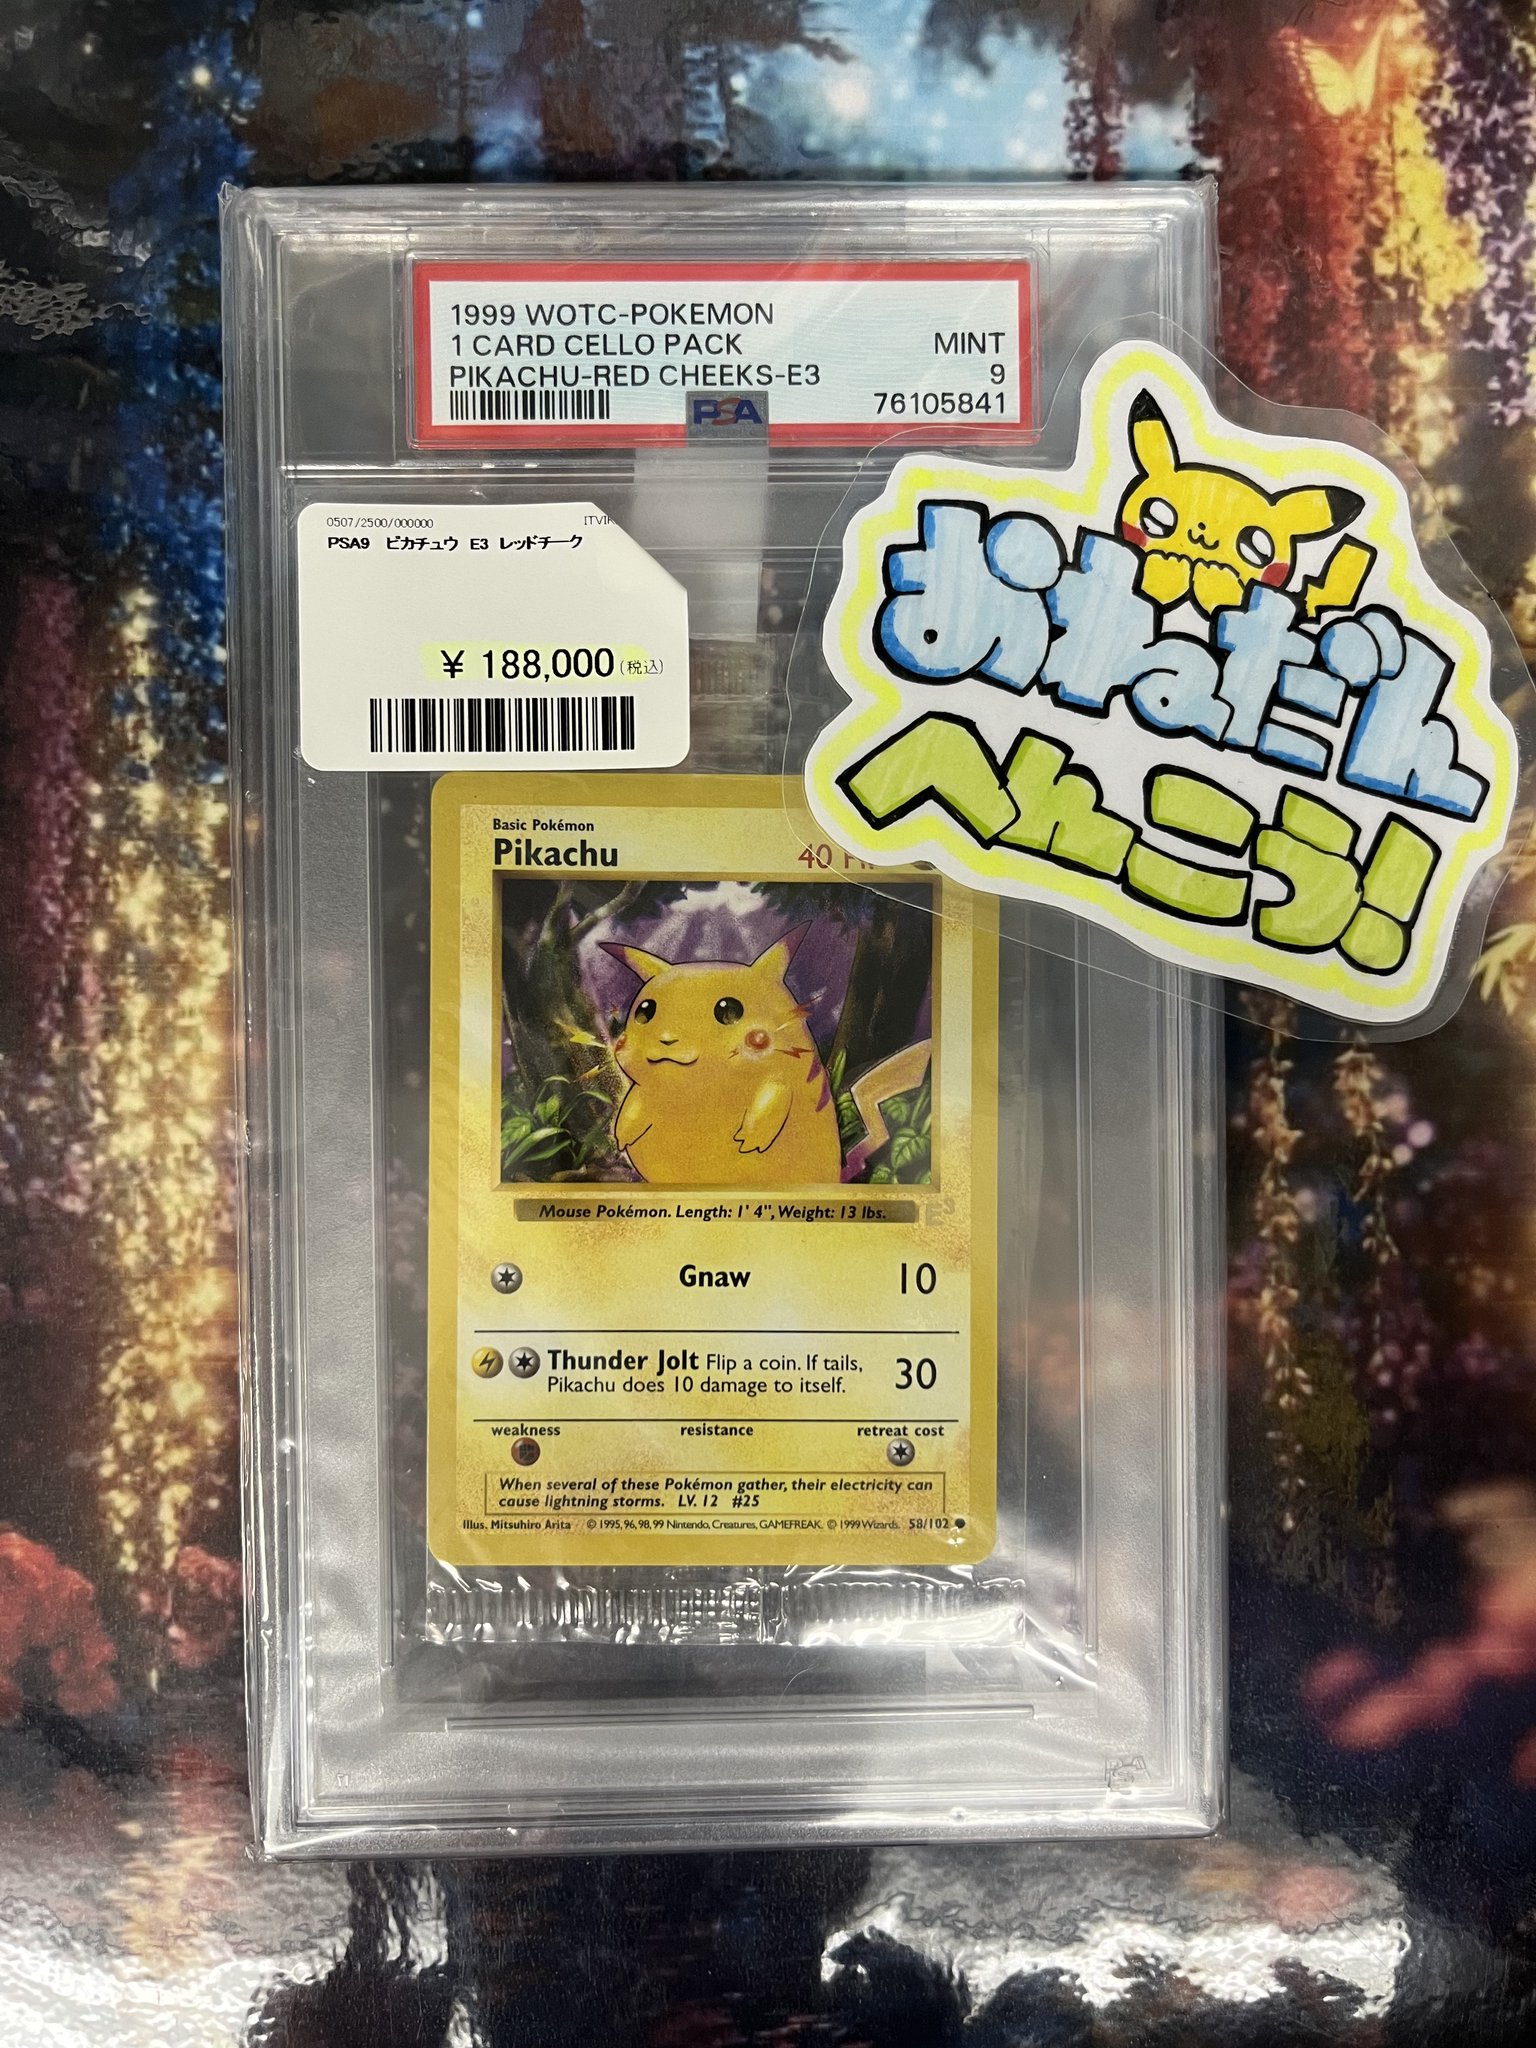 1999 WOTC-POKEMON
1 CARD CELLO PACK MINT
PIKACHU-RED CHEEKS-E3 9
PSA 76105841
0507/2500/000000
PSA9 ピカチュウ E3 レッドチーク
¥ 188,000 (税込)
おねだん
へんこう!
Basic Pokémon
Pikachu 40
Mouse Pokémon. Length: 1' 4", Weight: 13 lbs.
E3
Gnaw 10
Thunder Jolt Flip a coin. If tails,
Pikachu does 10 damage to itself. 30
weakness resistance retreat cost
When several of these Pokémon gather, their electricity can
cause lightning storms. LV. 12 #25
Illus. Mitsuhiro Arita © 1995, 96, 98, 99 Nintendo, Creatures, GAMEFREAK. © 1999 Wizards. 58/102
PSA